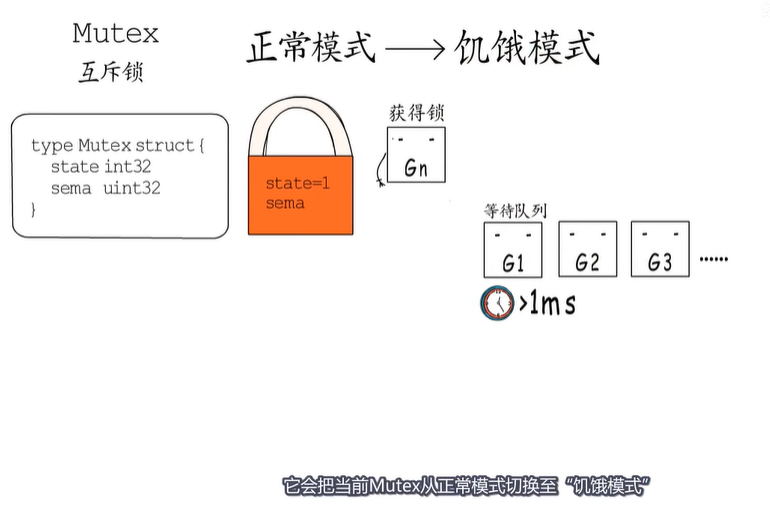 Mutex
互斥锁
正常模式 → 饥饿模式
type Mutex struct {
state int32
sema uint32
}
state=1
sema
获得锁
Gn
等待队列
G1 G2 G3 ······
>1ms
它会把当前Mutex从正常模式切换至“饥饿模式”